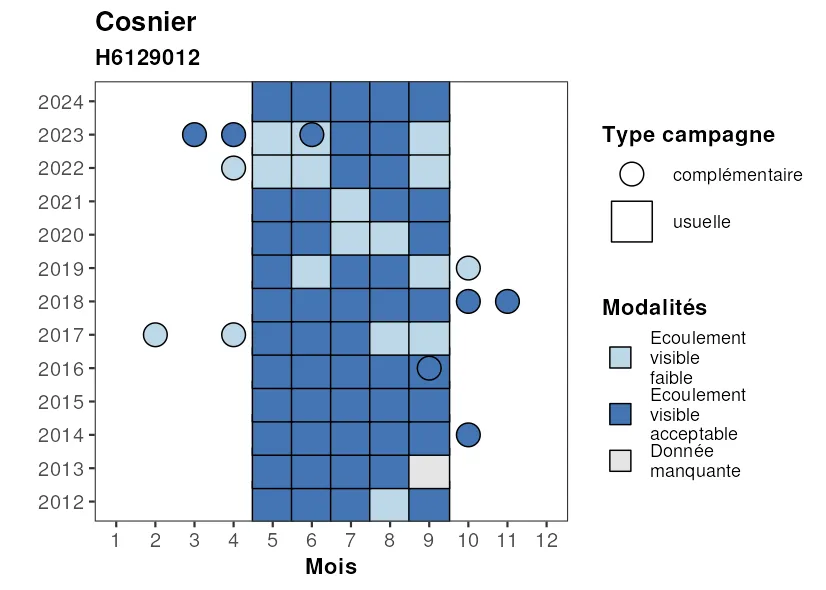 Cosnier
H6129012
2024
2023
2022
2021
2020
2019
2018
2017
2016
2015
2014
2013
2012
1 2 3 4 5 6 7 8 9 10 11 12
Mois
Type campagne
complémentaire
usuelle
Modalités
Ecoulement
visible
faible
Ecoulement
visible
acceptable
Donnée
manquante